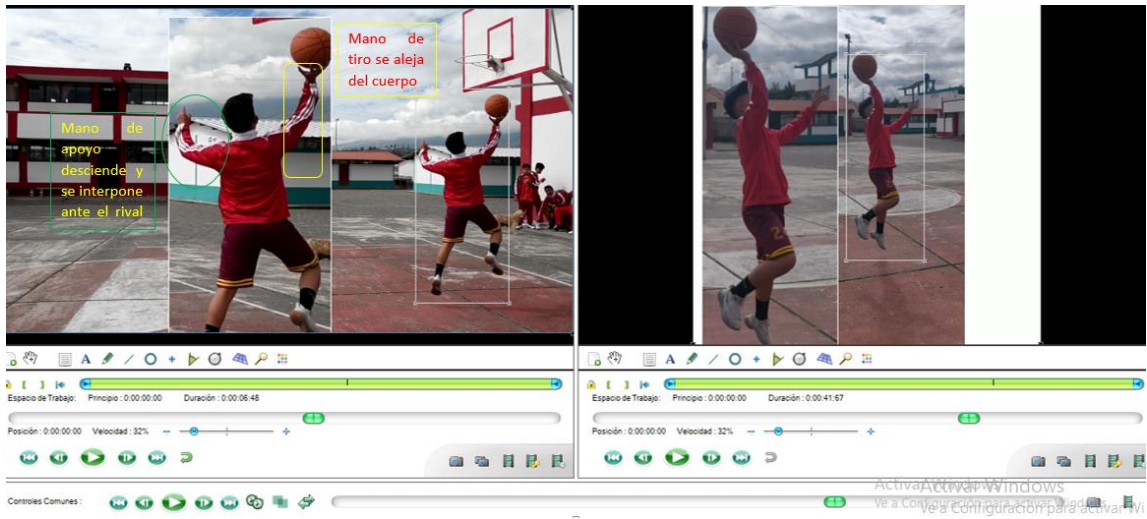 Mano de
tiro se aleja
del cuerpo
Mano de
apoyo
desciende y
se interpone
ante el rival
2
Espacio de Trabajo: Principio : 0:00:00:00 Duración : 0:00:06:48
Posición : 0:00:00:00 Velocidad : 32%
Espacio de Trabajo: Principio : 0:00:00:00 Duración : 0:00:41:67
Posición : 0:00:00:00 Velocidad : 32%
Controles Comunes :
Activar Windows
Ve a Configuración para activar Wi